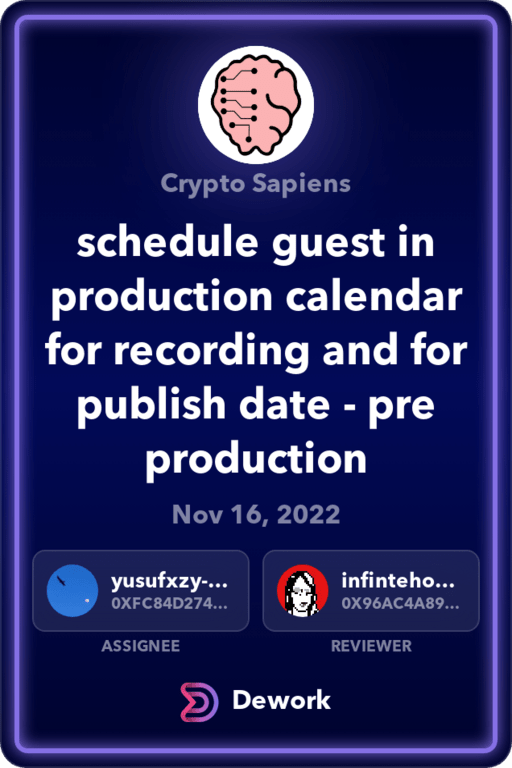 Crypto Sapiens
schedule guest in
production calendar
for recording and for
publish date - pre
production
Nov 16, 2022
yusufxzy-...
0XFC84D274...
infinteho...
0X96AC4A89...
ASSIGNEE
REVIEWER
Dework